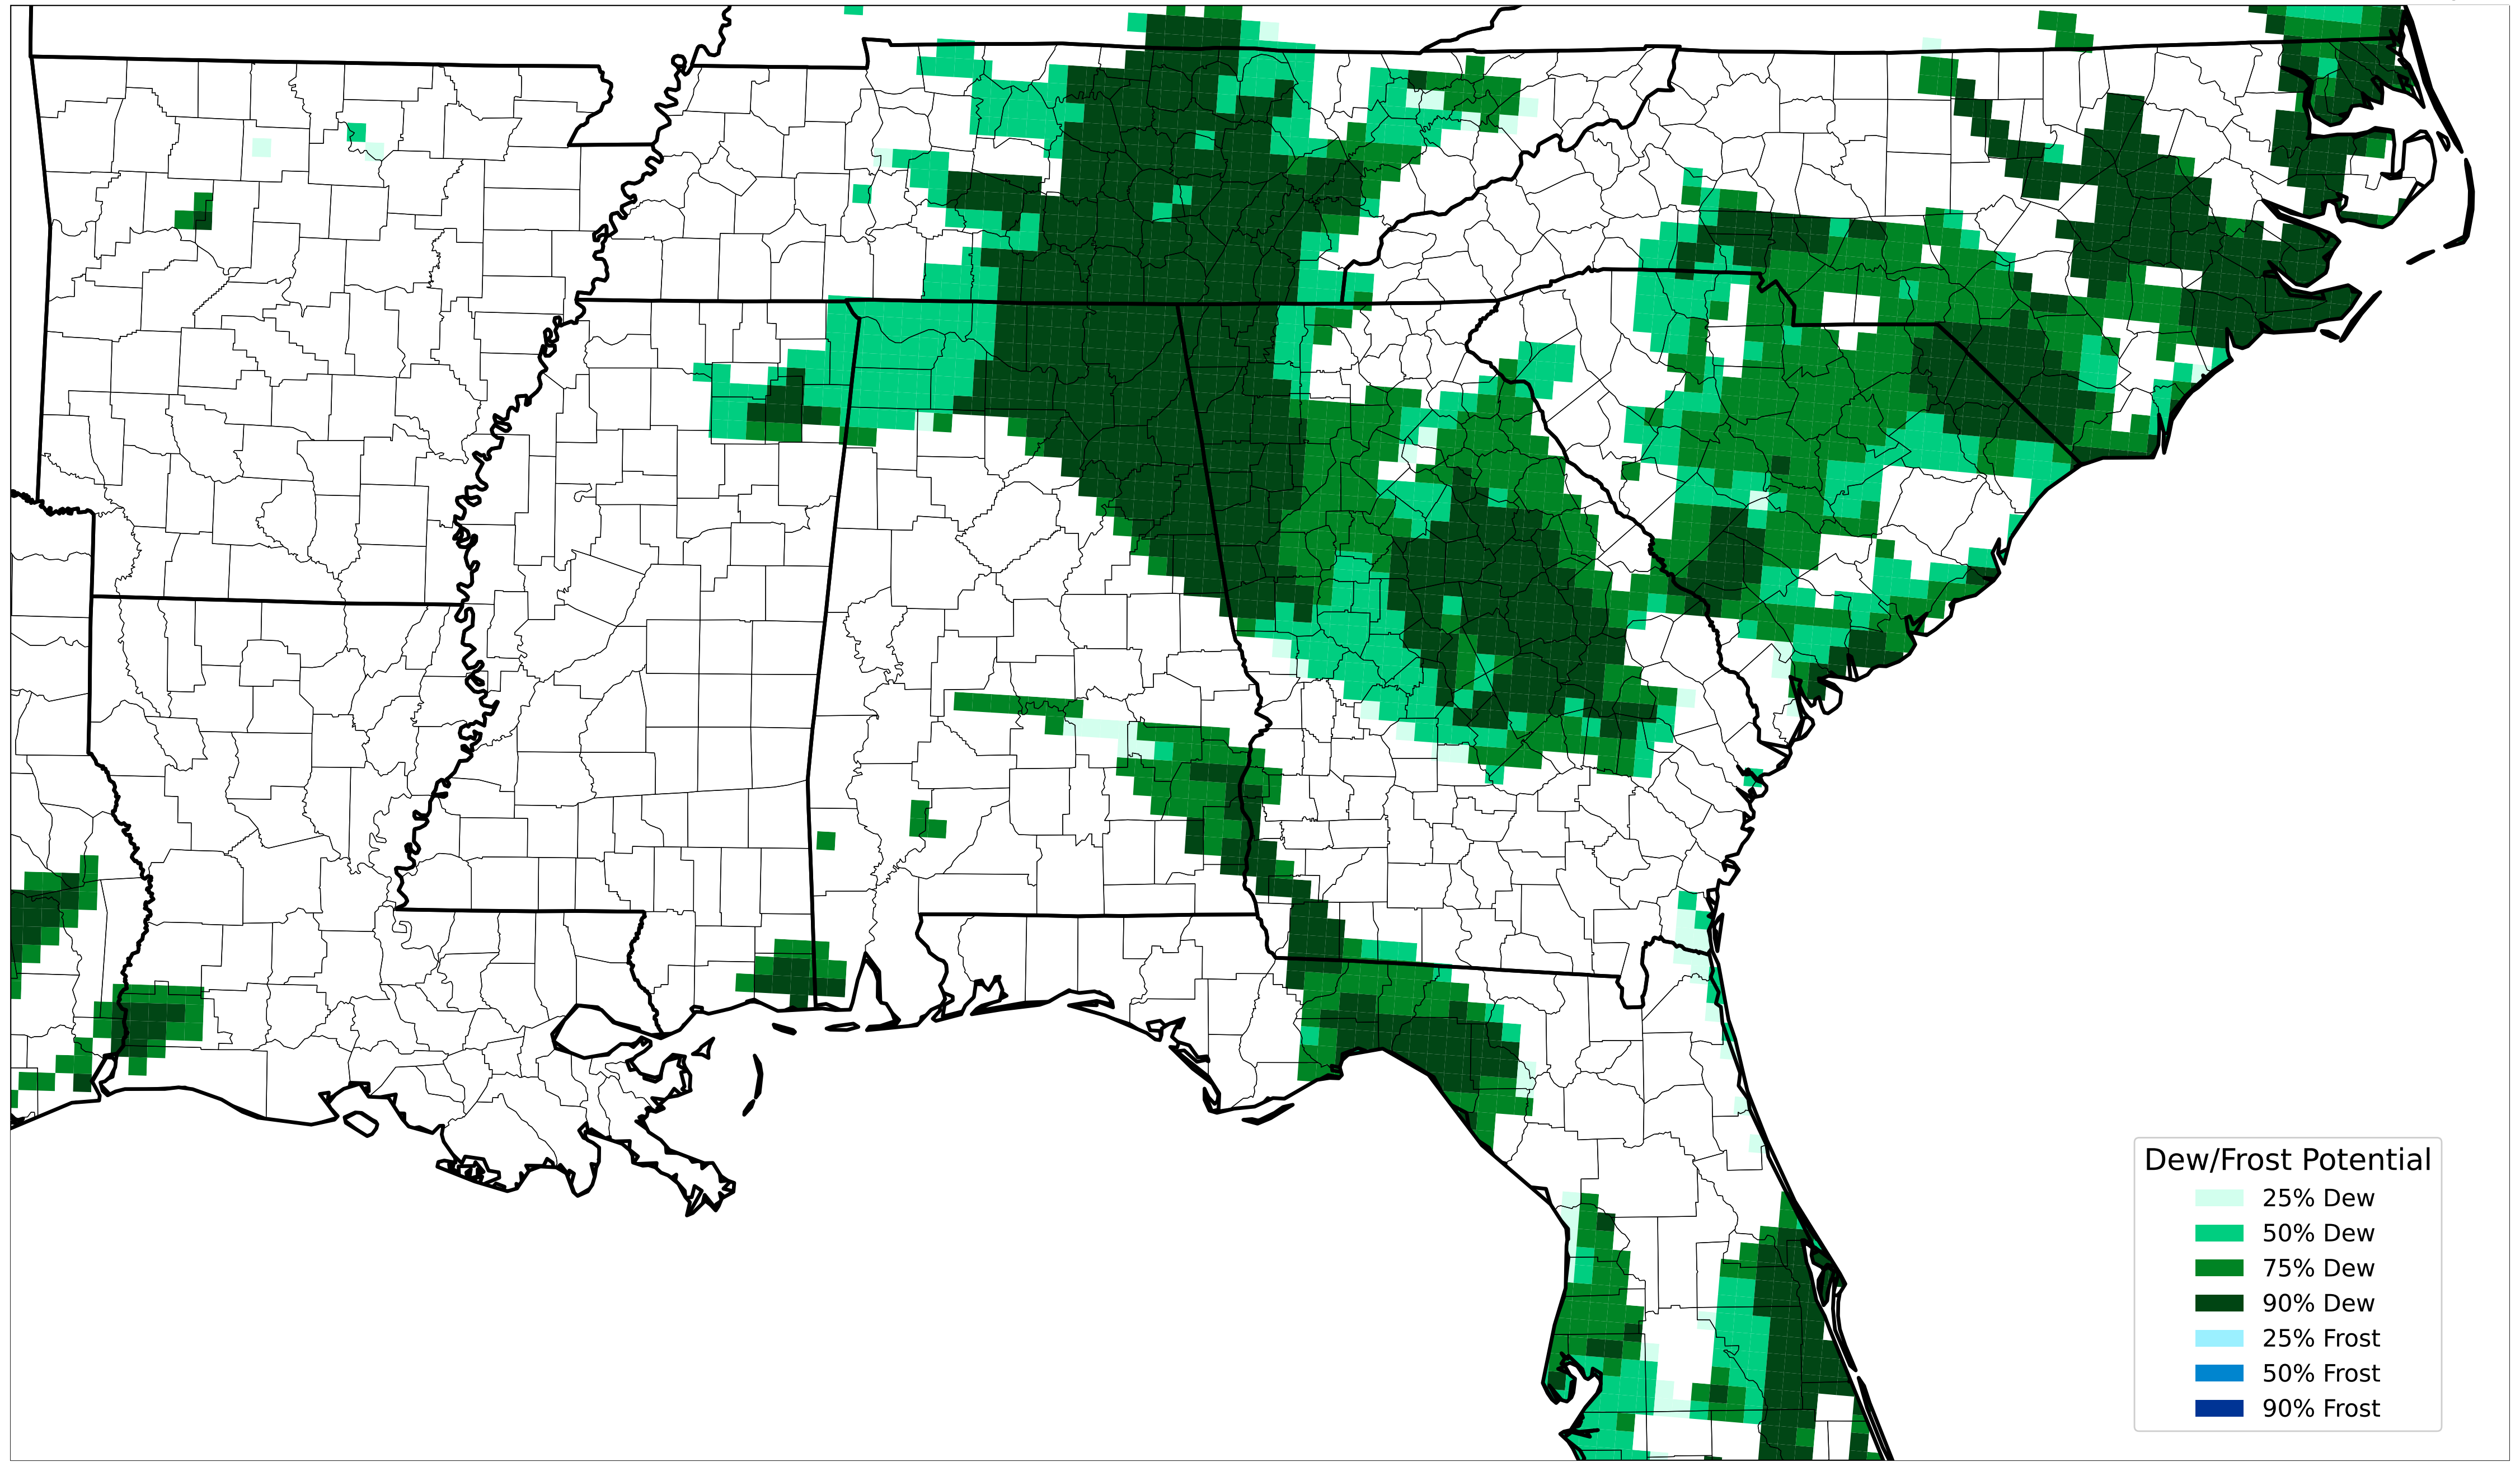 Dew/Frost Potential
25% Dew
50% Dew
75% Dew
90% Dew
25% Frost
50% Frost
90% Frost